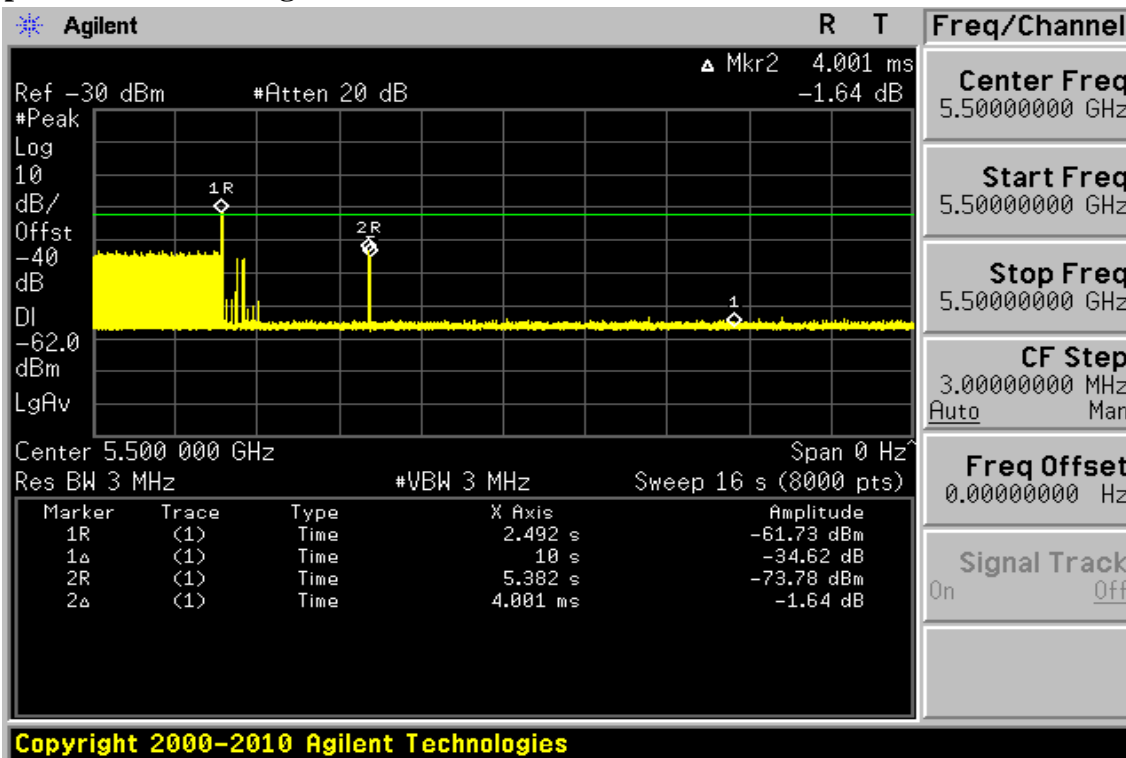 Agilent R T Freq/Channel
▵ Mkr2 4.001 ms
Ref −30 dBm #Atten 20 dB −1.64 dB
#Peak
Log
10
dB/
Offst
−40
dB
DI
−62.0
dBm
LgAv
1R
2R
1
Center 5.500 000 GHz Span 0 Hz^
Res BW 3 MHz #VBW 3 MHz Sweep 16 s (8000 pts)
Marker Trace Type X Axis Amplitude
1R (1) Time 2.492 s −61.73 dBm
1▵ (1) Time 10 s −34.62 dB
2R (1) Time 5.382 s −73.78 dBm
2▵ (1) Time 4.001 ms −1.64 dB
Center Freq
5.50000000 GHz
Start Freq
5.50000000 GHz
Stop Freq
5.50000000 GHz
CF Step
3.00000000 MHz
Auto Man
Freq Offset
0.00000000 Hz
Signal Track
On Off
Copyright 2000–2010 Agilent Technologies